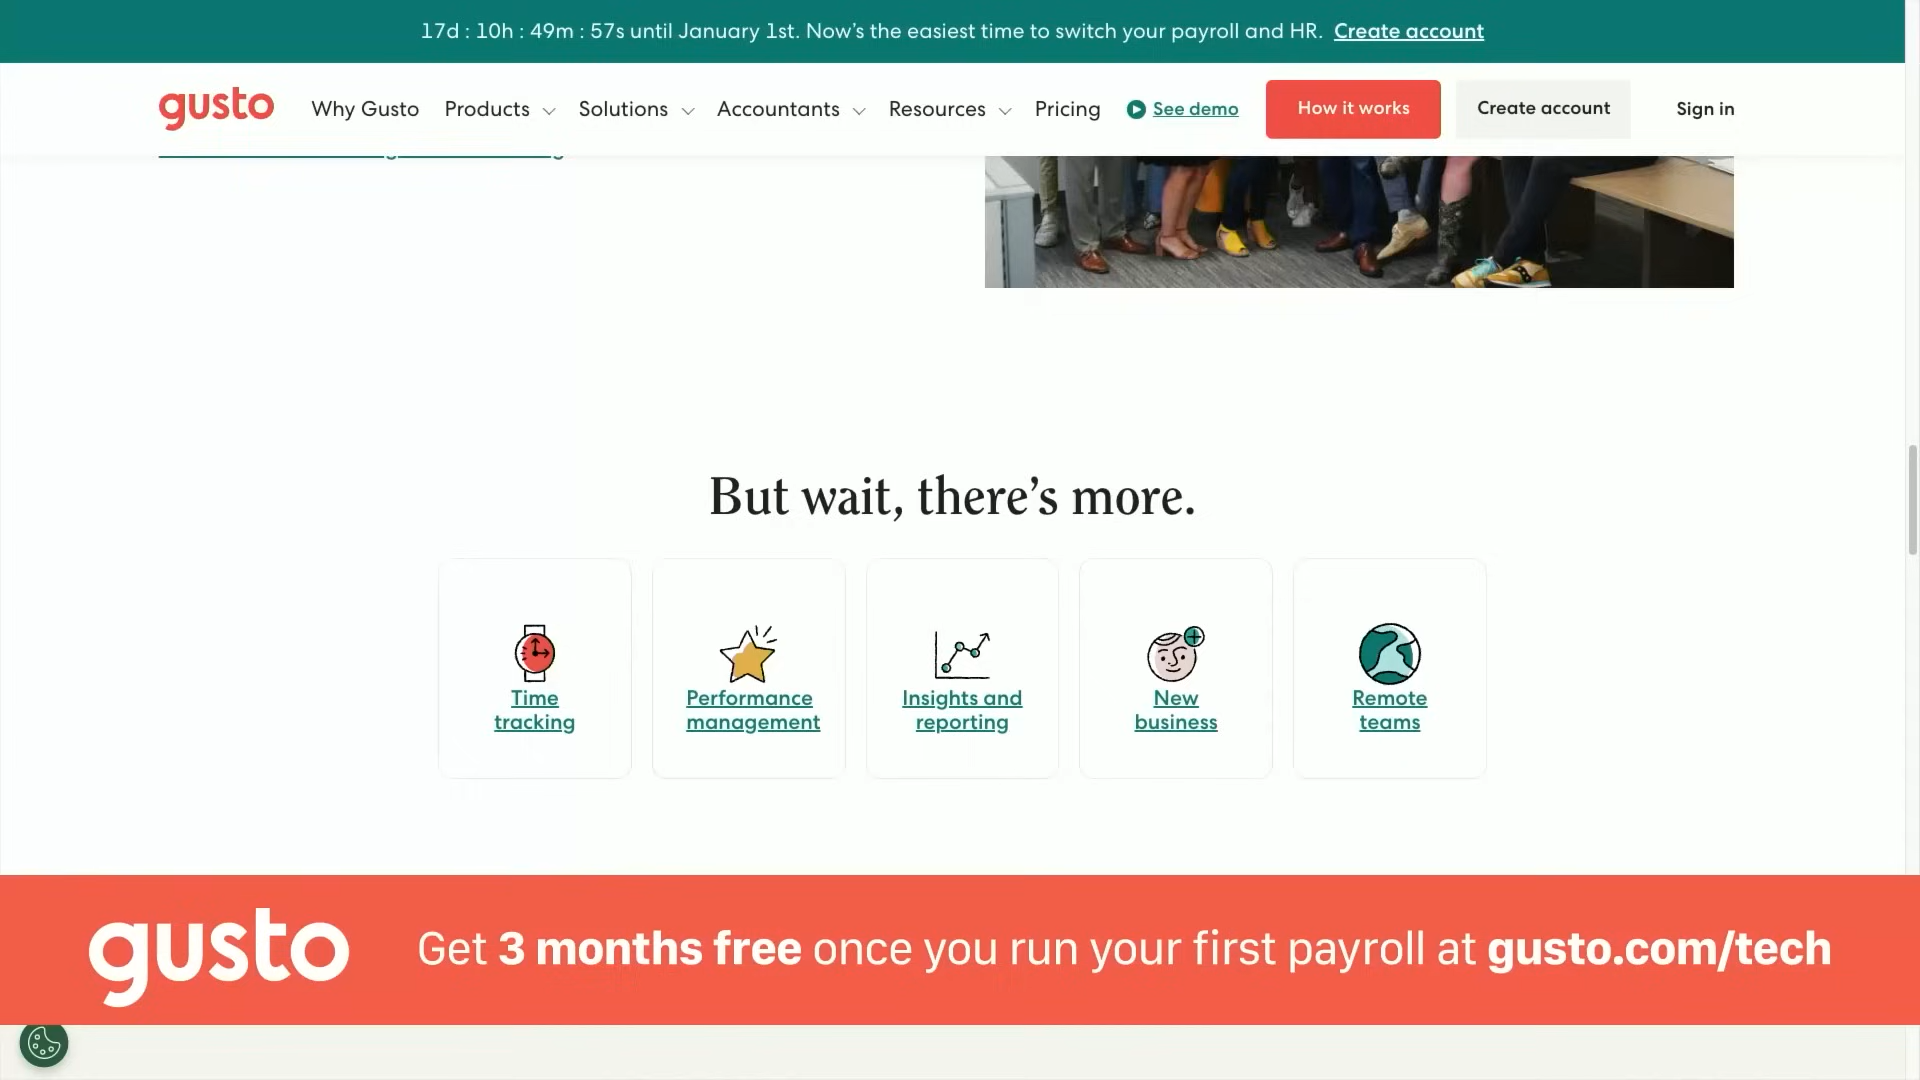 17d : 10h : 49m : 57s until January 1st. Now’s the easiest time to switch your payroll and HR. Create account
gusto Why Gusto Products Solutions Accountants Resources Pricing See demo How it works Create account Sign in
But wait, there’s more.
Time
tracking
Performance
management
Insights and
reporting
New
business
Remote
teams
gusto Get 3 months free once you run your first payroll at gusto.com/tech